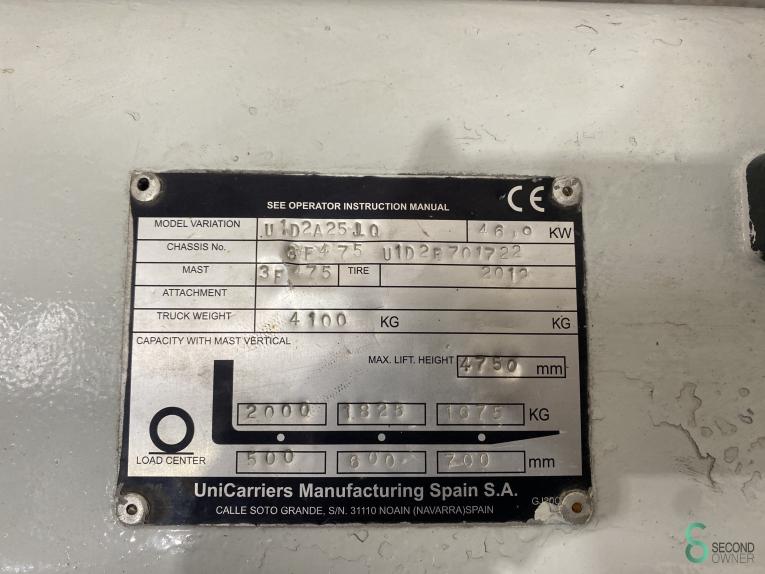 SEE OPERATOR INSTRUCTION MANUAL CE
MODEL VARIATION U1D2A25LQ 46,0 KW
CHASSIS No. 3F475 U1D2F701722
MAST 3F475 TIRE
ATTACHMENT
TRUCK WEIGHT 4100 KG KG
CAPACITY WITH MAST VERTICAL
MAX. LIFT. HEIGHT 4750 mm
2000 1825 1675 KG
LOAD CENTER 500 600 700 mm
UniCarriers Manufacturing Spain S.A.
CALLE SOTO GRANDE, S/N. 31110 NOAIN (NAVARRA)SPAIN
SECOND
OWNER